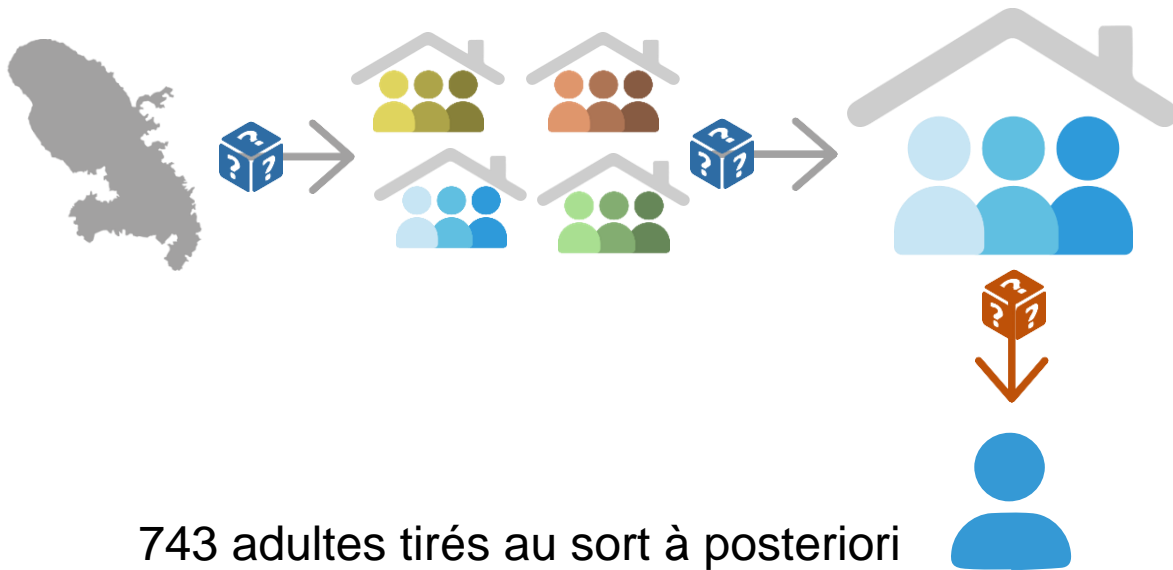 ? ? ?
? ? ?
? ? ?
743 adultes tirés au sort à posteriori